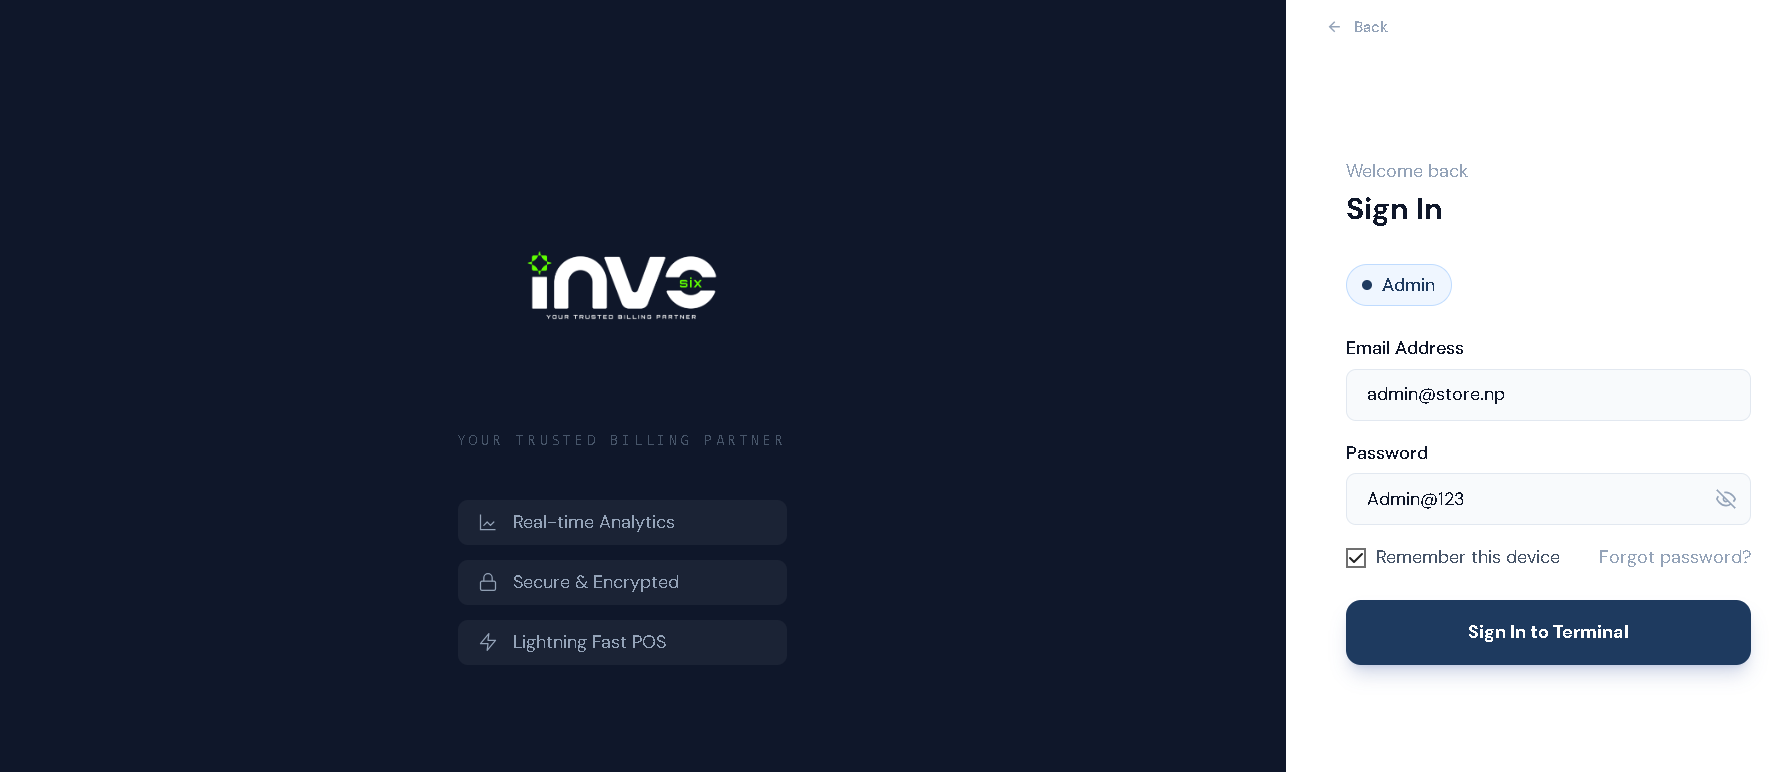 invo
six
YOUR TRUSTED BILLING PARTNER
YOUR TRUSTED BILLING PARTNER
Real-time Analytics
Secure & Encrypted
Lightning Fast POS
Back
Welcome back
Sign In
Admin
Email Address
admin@store.np
Password
Admin@123
Remember this device
Forgot password?
Sign In to Terminal